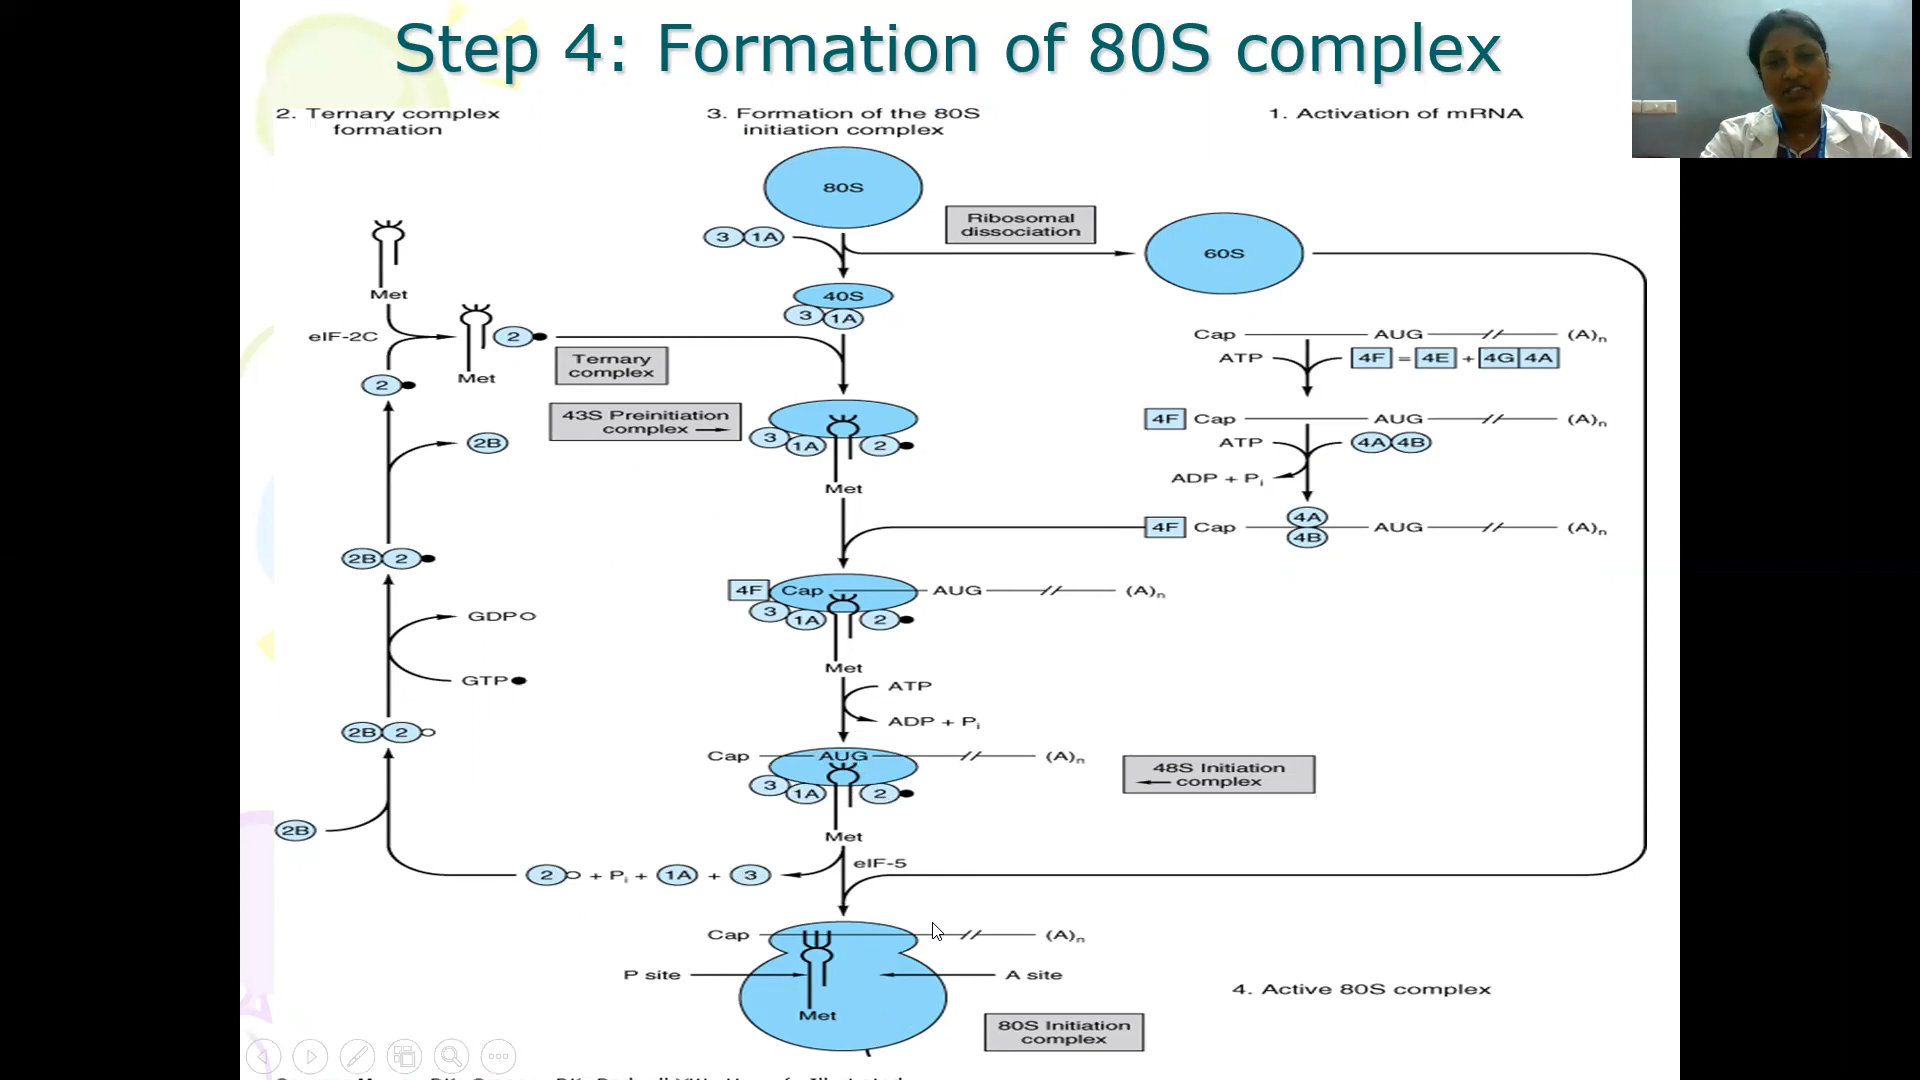 Step 4: Formation of 80S complex
2. Ternary complex
formation
3. Formation of the 80S
initiation complex
1. Activation of mRNA
80S
3 1A
Ribosomal
dissociation
60S
Met
40S
3 1A
eIF-2C
2
Met
Ternary
complex
2
Cap AUG (A)n
ATP
4F = 4E + 4G 4A
43S Preinitiation
complex
3 1A 2
Met
2B
4F Cap AUG (A)n
ATP
4A 4B
ADP + Pi
4F Cap 4A AUG (A)n
4B
2B 2
4F Cap AUG (A)n
3 1A 2
Met
GDP
GTP
ATP
ADP + Pi
2B 2
Cap AUG (A)n
3 1A 2
Met
48S Initiation
complex
2B
eIF-5
2 + Pi + 1A + 3
Cap (A)n
P site
A site
Met
4. Active 80S complex
80S Initiation
complex